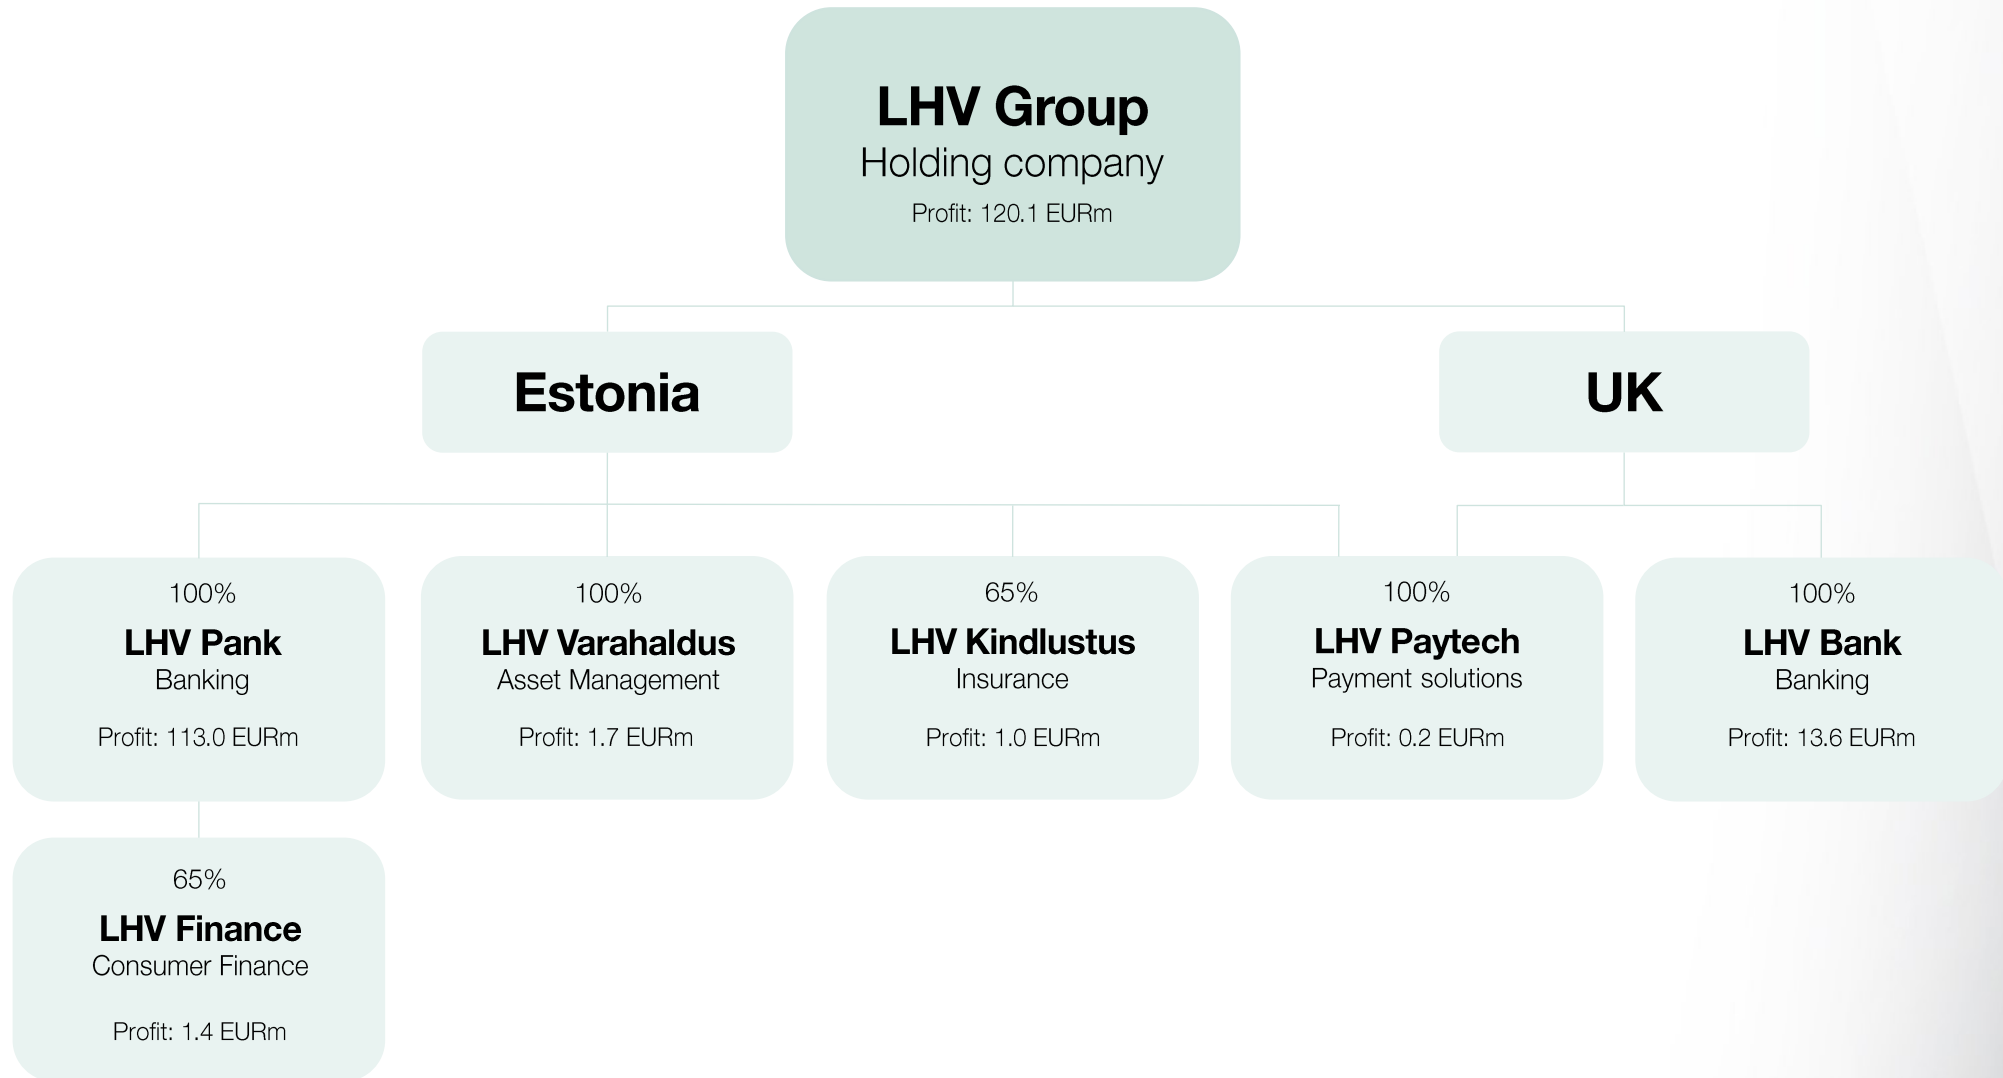 LHV Group
Holding company
Profit: 120.1 EURm
Estonia
UK
100%
LHV Pank
Banking
Profit: 113.0 EURm
100%
LHV Varahaldus
Asset Management
Profit: 1.7 EURm
65%
LHV Kindlustus
Insurance
Profit: 1.0 EURm
100%
LHV Paytech
Payment solutions
Profit: 0.2 EURm
100%
LHV Bank
Banking
Profit: 13.6 EURm
65%
LHV Finance
Consumer Finance
Profit: 1.4 EURm